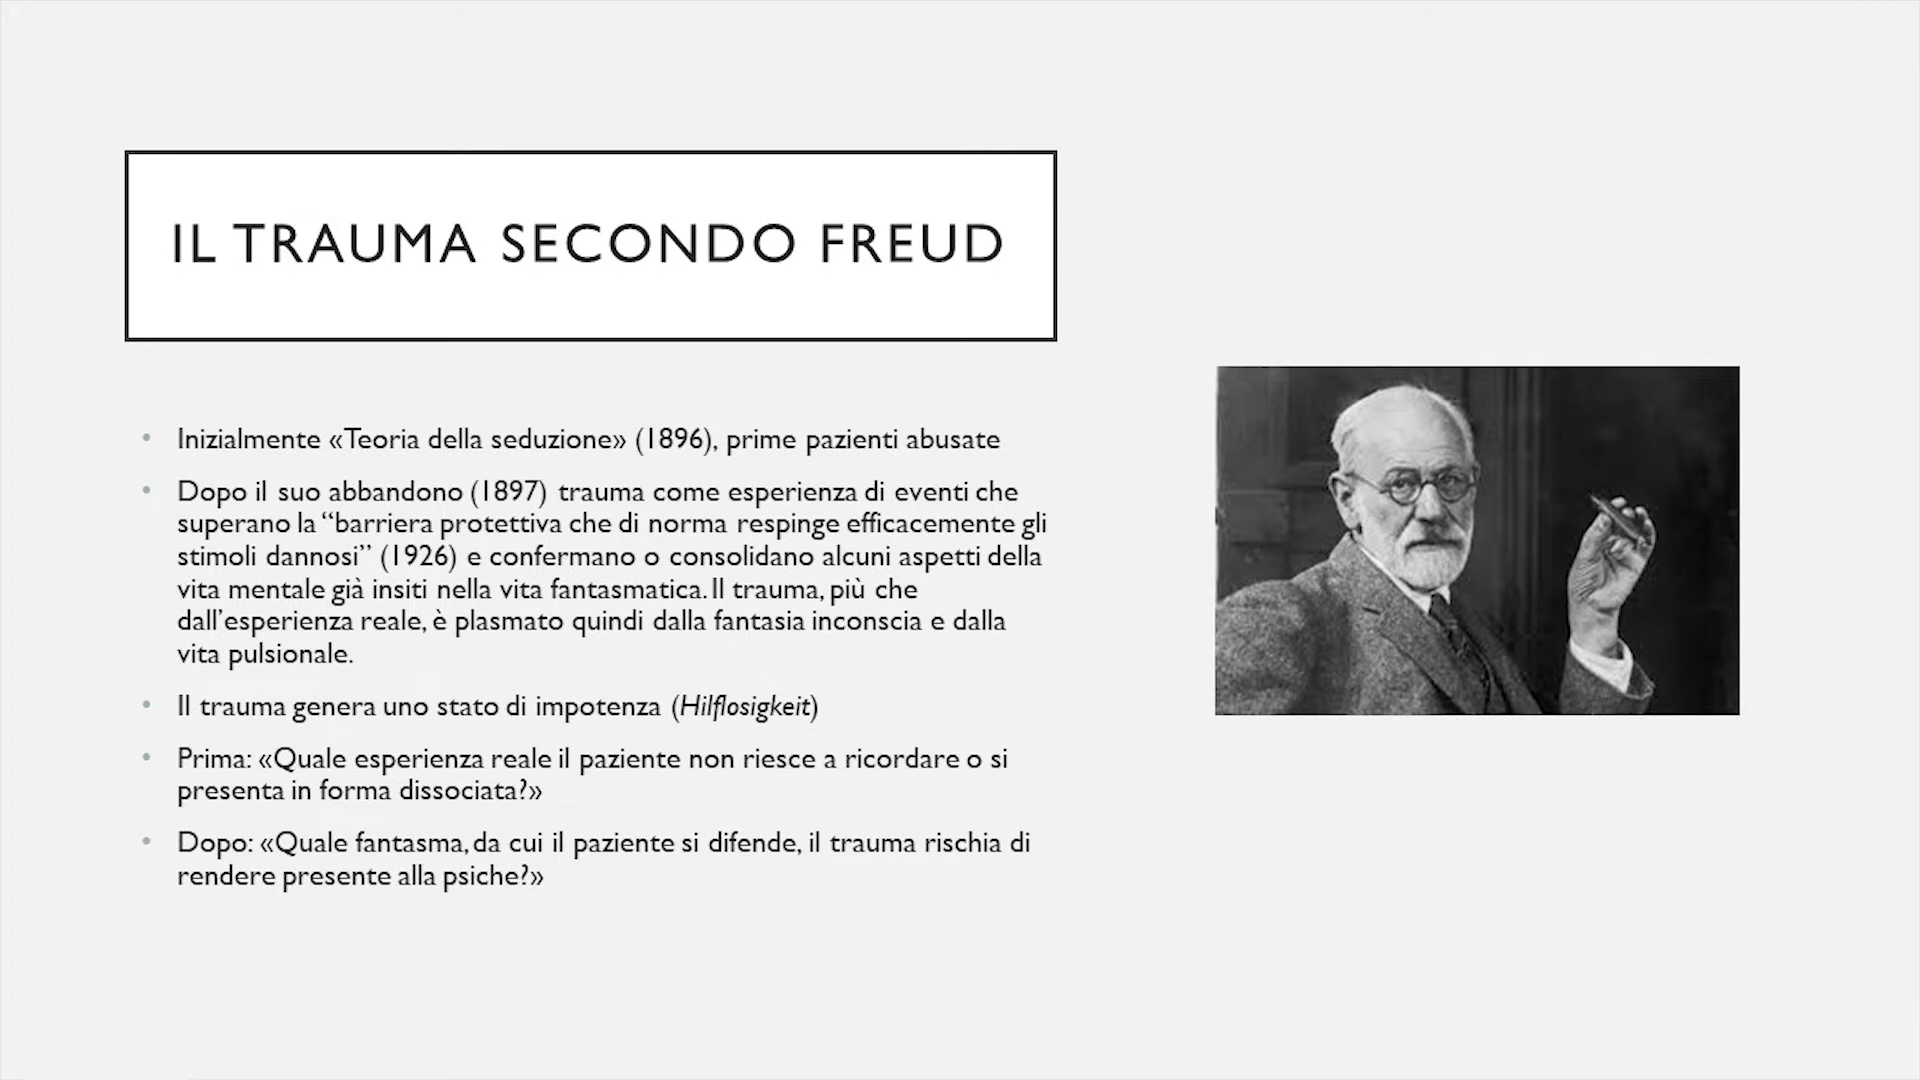 IL TRAUMA SECONDO FREUD
• Inizialmente «Teoria della seduzione» (1896), prime pazienti abusate
• Dopo il suo abbandono (1897) trauma come esperienza di eventi che
superano la “barriera protettiva che di norma respinge efficacemente gli
stimoli dannosi” (1926) e confermano o consolidano alcuni aspetti della
vita mentale già insiti nella vita fantasmatica. Il trauma, più che
dall’esperienza reale, è plasmato quindi dalla fantasia inconscia e dalla
vita pulsionale.
• Il trauma genera uno stato di impotenza (Hilflosigkeit)
• Prima: «Quale esperienza reale il paziente non riesce a ricordare o si
presenta in forma dissociata?»
• Dopo: «Quale fantasma, da cui il paziente si difende, il trauma rischia di
rendere presente alla psiche?»